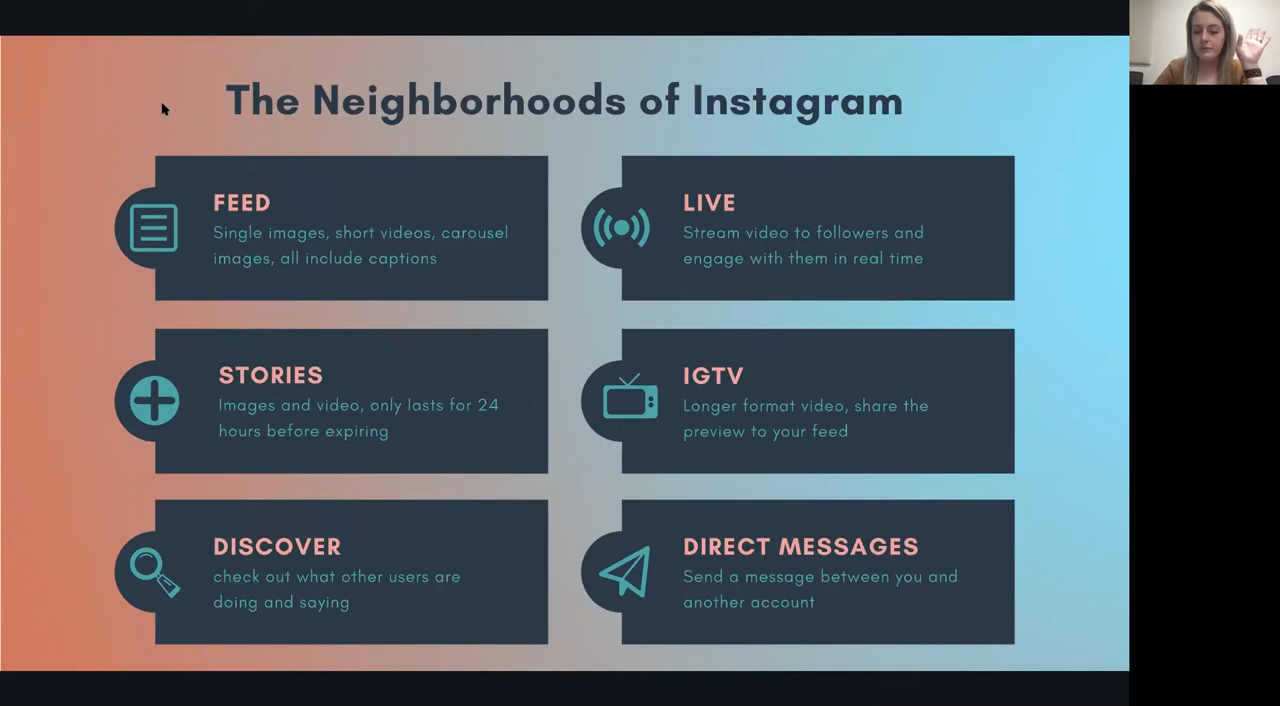 The Neighborhoods of Instagram
FEED
Single images, short videos, carousel
images, all include captions
LIVE
Stream video to followers and
engage with them in real time
STORIES
Images and video, only lasts for 24
hours before expiring
IGTV
Longer format video, share the
preview to your feed
DISCOVER
check out what other users are
doing and saying
DIRECT MESSAGES
Send a message between you and
another account